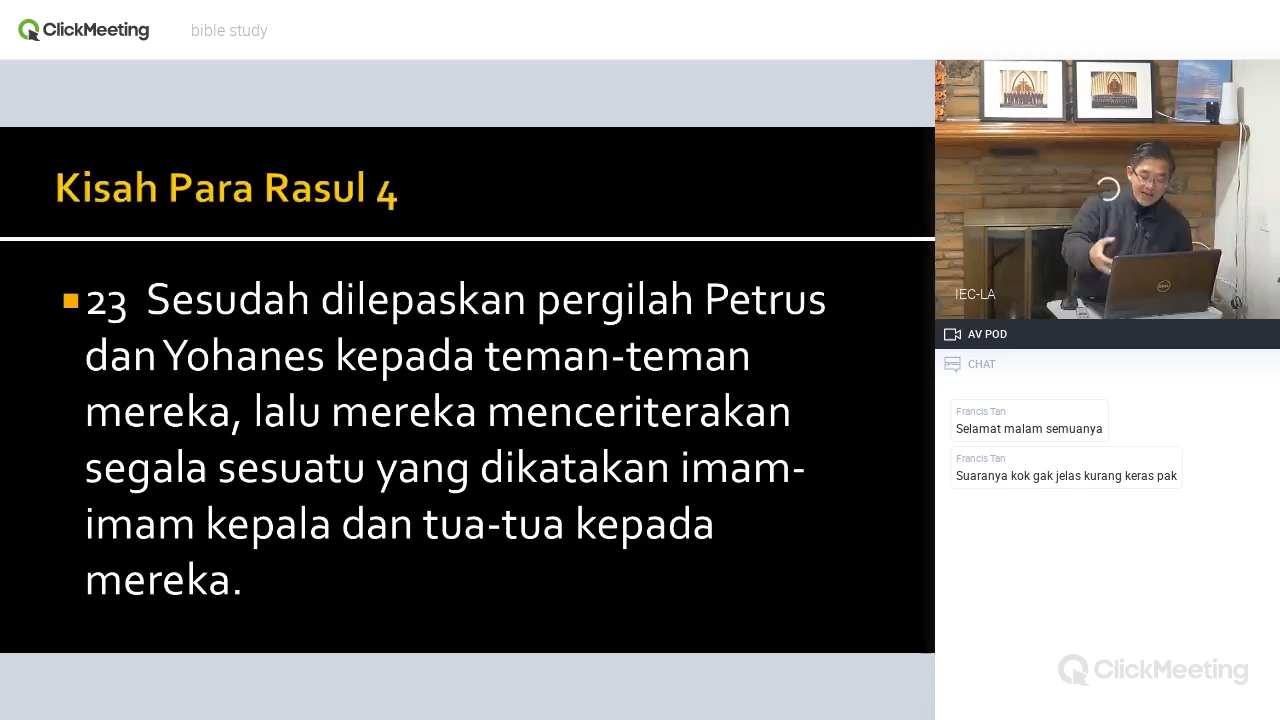 ClickMeeting
bible study
Kisah Para Rasul 4
23 Sesudah dilepaskan pergilah Petrus
dan Yohanes kepada teman-teman
mereka, lalu mereka menceriterakan
segala sesuatu yang dikatakan imam-
imam kepala dan tua-tua kepada
mereka.
IEC-LA
AV POD
CHAT
Francis Tan
Selamat malam semuanya
Francis Tan
Suaranya kok gak jelas kurang keras pak
ClickMeeting